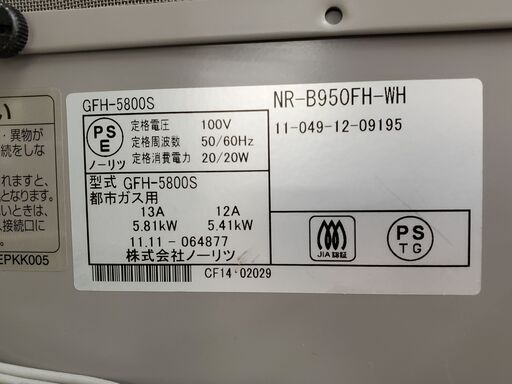 い
・異物が
続をしな
れますと、
となります。
いときは、
接続口に
EPKK005
GFH-5800S
PS
E
ノーリツ
定格電圧 100V
定格周波数 50/60Hz
定格消費電力 20/20W
型式 GFH-5800S
都市ガス用
13A 12A
5.81kW 5.41kW
11.11-064877
株式会社ノーリツ
CF14-02029
NR-B950FH-WH
11-049-12-09195
JIA 認証
PS
TG